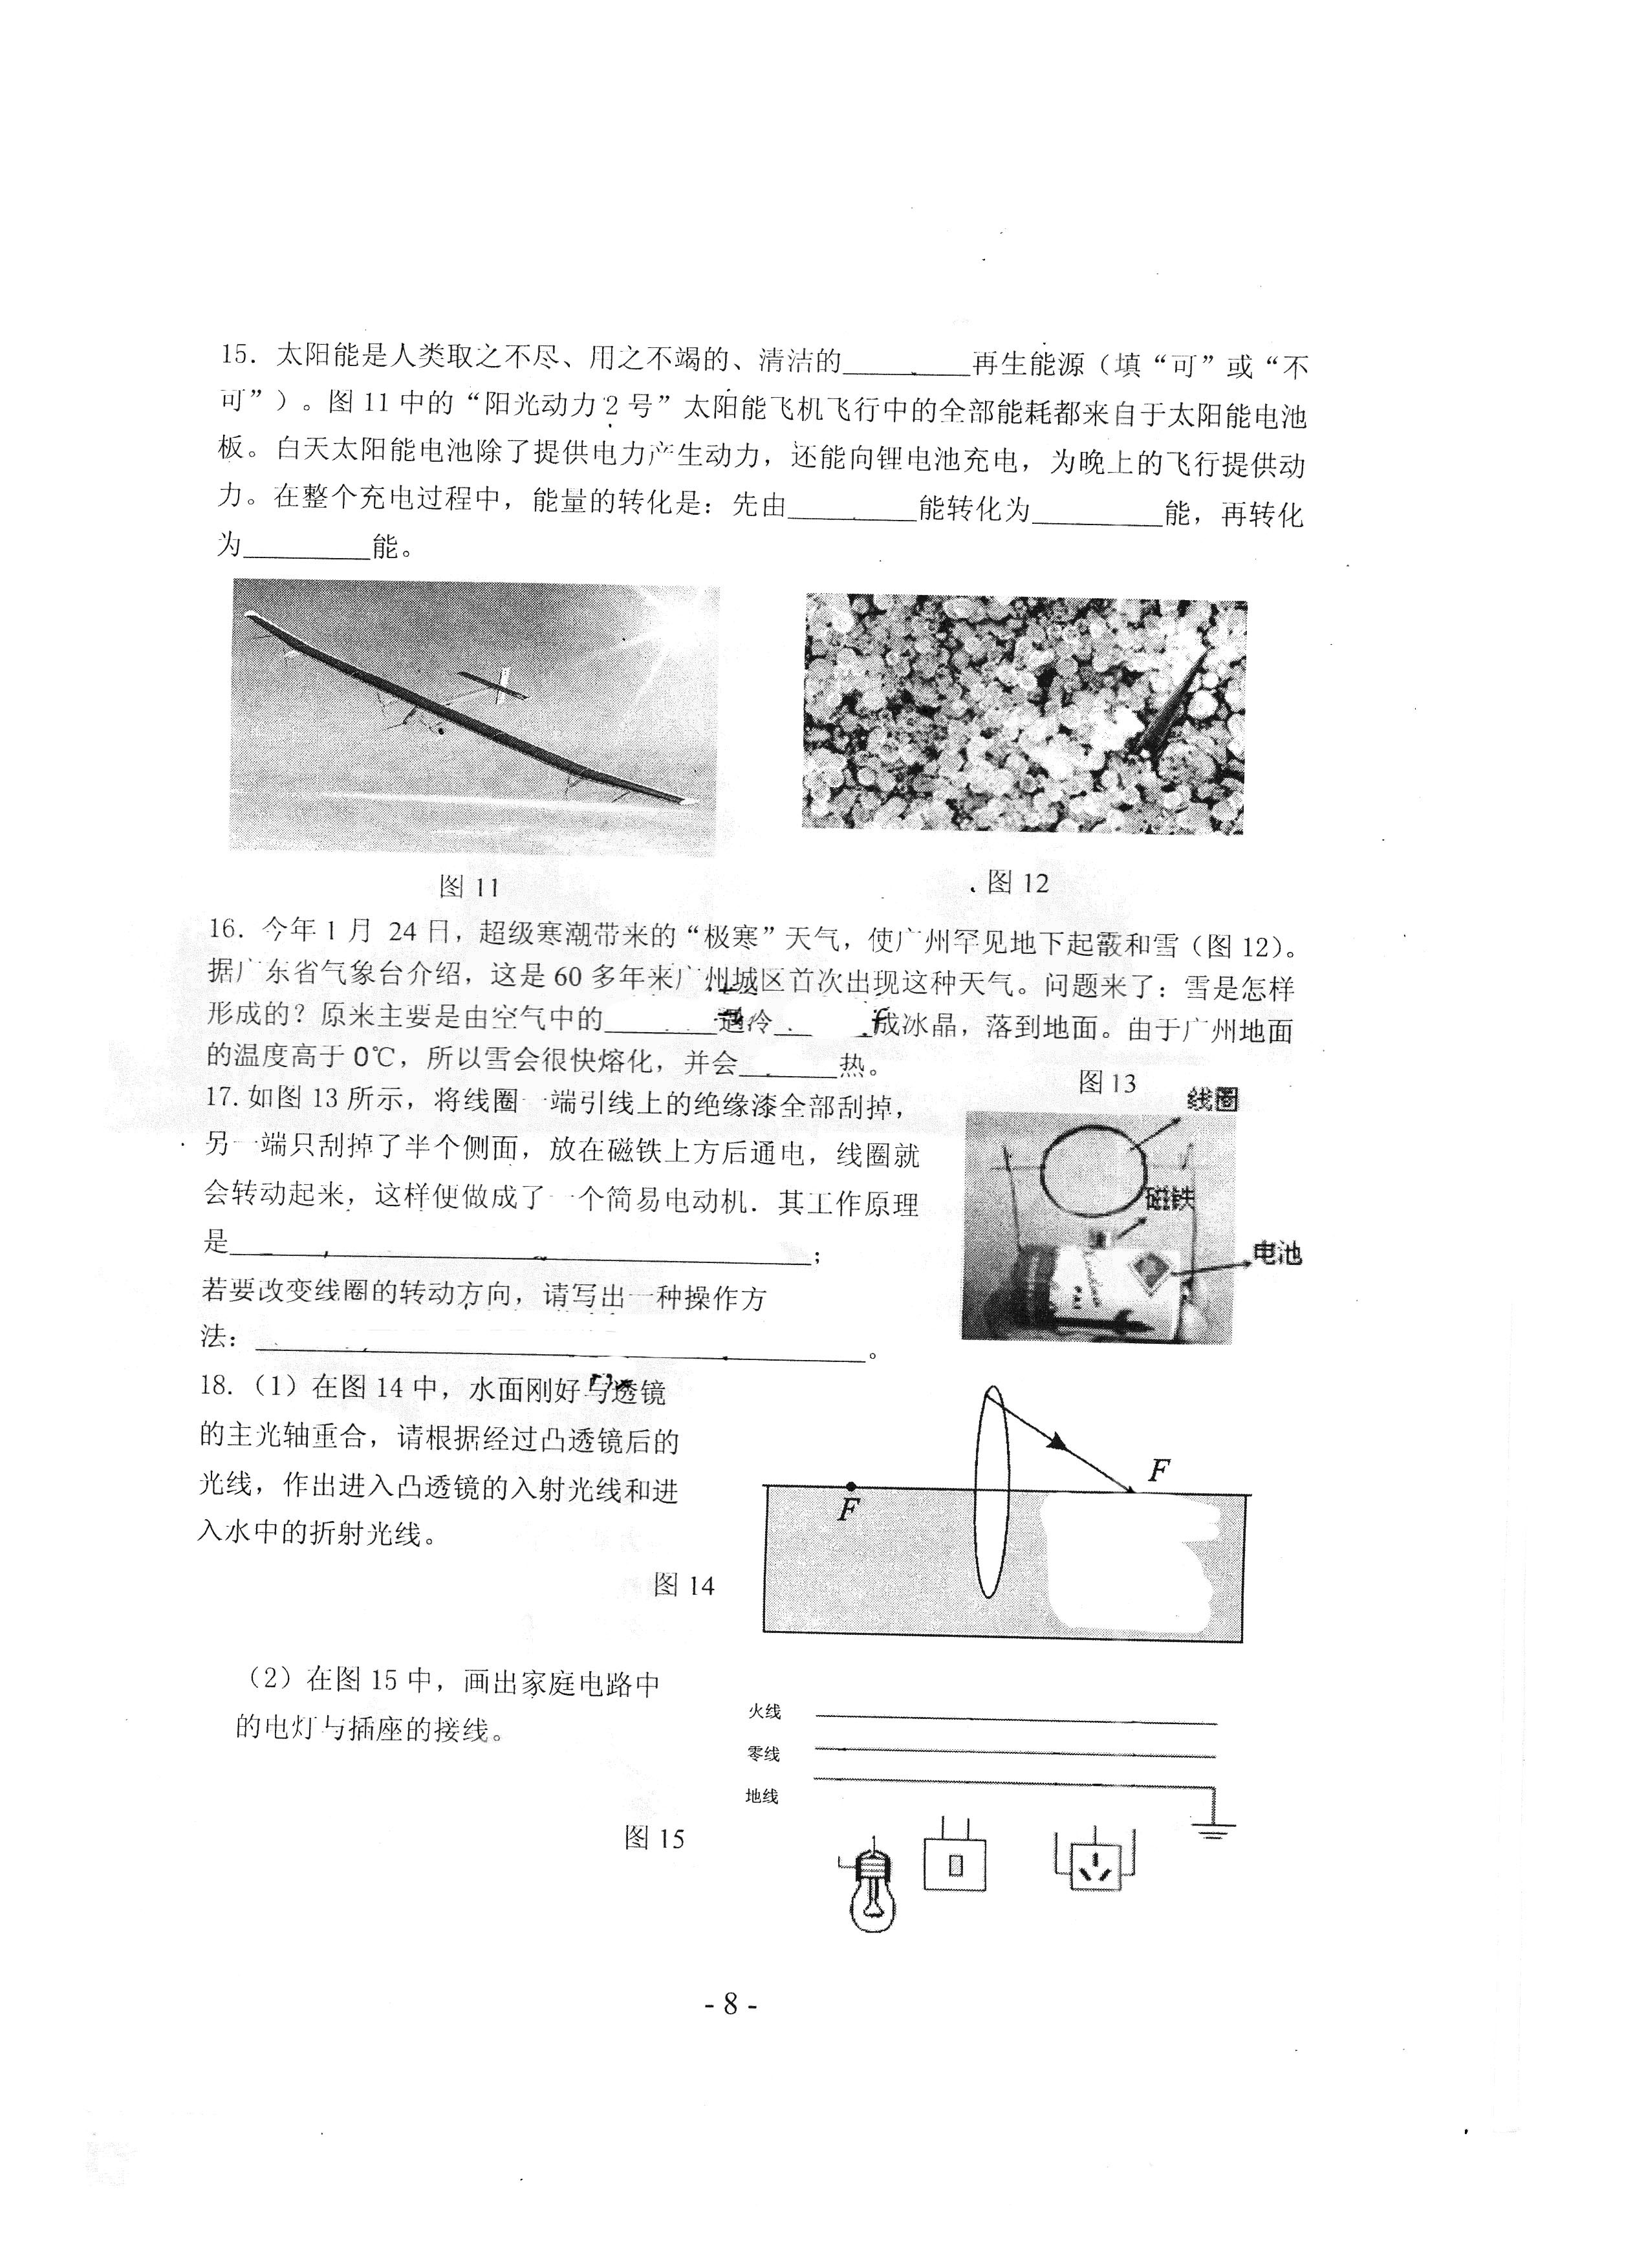 15. 太阳能是人类取之不尽、用之不竭的、清洁的________再生能源（填“可”或“不
可”）。图 11 中的“阳光动力 2 号”太阳能飞机飞行中的全部能耗都来自于太阳能电池
板。白天太阳能电池除了提供电力产生动力，还能向锂电池充电，为晚上的飞行提供动
力。在整个充电过程中，能量的转化是：先由________能转化为________能，再转化
为________能。
图 11
图 12
16. 今年 1 月 24 日，超级寒潮带来的“极寒”天气，使广州罕见地下起霰和雪（图 12）。
据广东省气象台介绍，这是 60 多年来广州城区首次出现这种天气。问题来了：雪是怎样
形成的？原来主要是由空气中的________遇冷________成冰晶，落到地面。由于广州地面
的温度高于 0℃，所以雪会很快熔化，并会________热。
图 13
线圈
磁铁
电池
17. 如图 13 所示，将线圈一端引线上的绝缘漆全部刮掉，
另一端只刮掉了半个侧面，放在磁铁上方后通电，线圈就
会转动起来，这样便做成了一个简易电动机．其工作原理
是________________________________；
若要改变线圈的转动方向，请写出一种操作方
法：________________________________。
18.（1）在图 14 中，水面刚好与透镜
的主光轴重合，请根据经过凸透镜后的
光线，作出进入凸透镜的入射光线和进
入水中的折射光线。
F
F
图 14
（2）在图 15 中，画出家庭电路中
的电灯与插座的接线。
火线
零线
地线
图 15
- 8 -